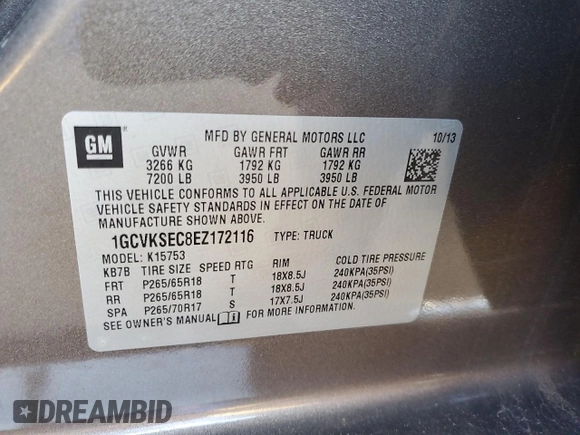 GM
MFD BY GENERAL MOTORS LLC 10/13
GVWR GAWR FRT GAWR RR
3266 KG 1792 KG 1792 KG
7200 LB 3950 LB 3950 LB
THIS VEHICLE CONFORMS TO ALL APPLICABLE U.S. FEDERAL MOTOR
VEHICLE SAFETY STANDARDS IN EFFECT ON THE DATE OF
MANUFACTURE SHOWN ABOVE.
1GCVKSEC8EZ172116 TYPE: TRUCK
MODEL: K15753
KB7B TIRE SIZE SPEED RTG RIM COLD TIRE PRESSURE
FRT P265/65R18 T 18X8.5J 240KPA(35PSI)
RR P265/65R18 T 18X8.5J 240KPA(35PSI)
SPA P265/70R17 S 17X7.5J 240KPA(35PSI)
SEE OWNER'S MANUAL FOR MORE INFORMATION.
DREAMBID